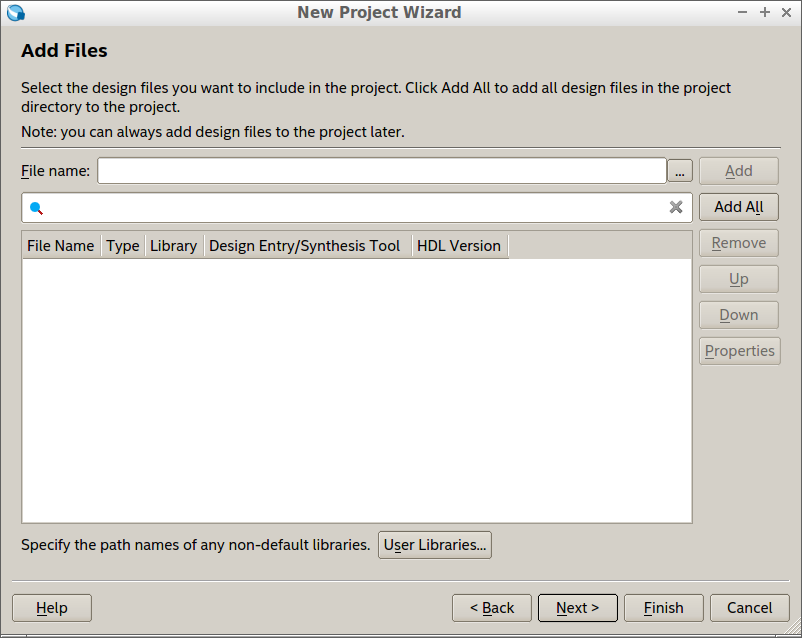 New Project Wizard
Add Files
Select the design files you want to include in the project. Click Add All to add all design files in the project
directory to the project.
Note: you can always add design files to the project later.
File name: ... Add
Add All
File Name Type Library Design Entry/Synthesis Tool HDL Version
Remove
Up
Down
Properties
Specify the path names of any non-default libraries. User Libraries...
Help < Back Next > Finish Cancel